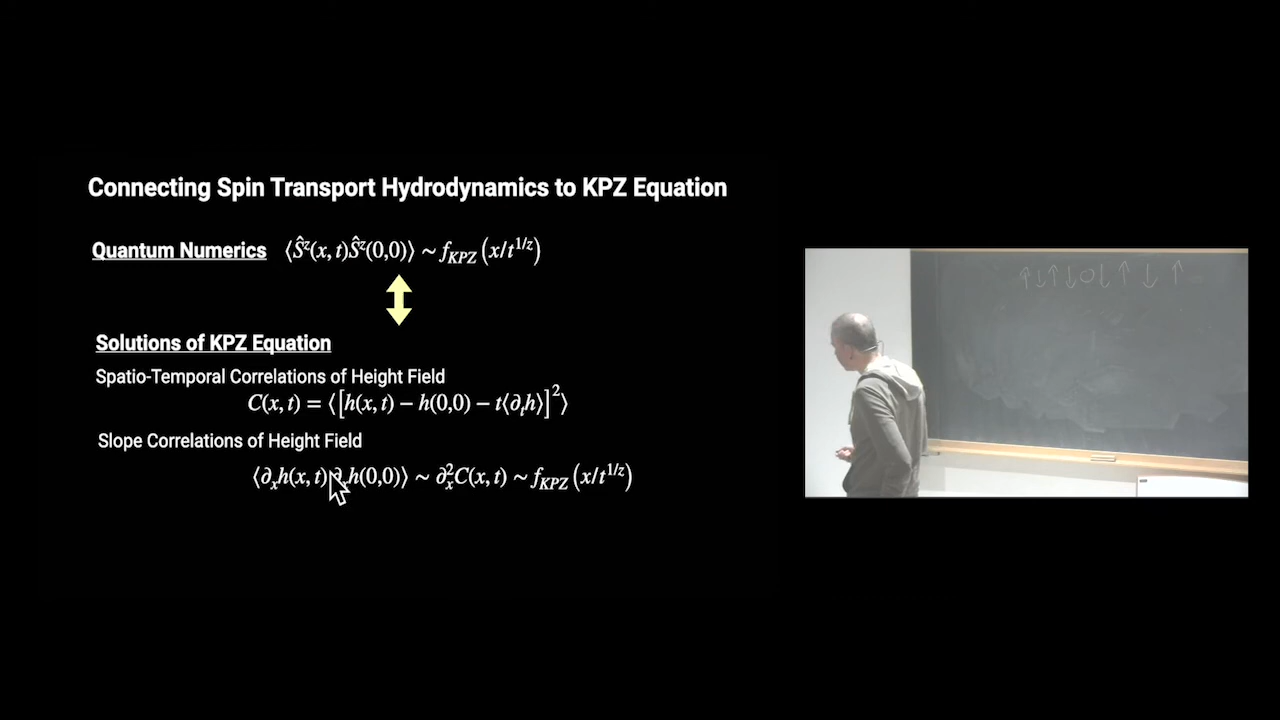 Connecting Spin Transport Hydrodynamics to KPZ Equation
Quantum Numerics ⟨Ŝᶻ(x, t)Ŝᶻ(0,0)⟩ ~ f_KPZ (x/t^{1/z})
Solutions of KPZ Equation
Spatio-Temporal Correlations of Height Field
C(x, t) = ⟨[h(x, t) − h(0,0) − t⟨∂ₜh⟩]²⟩
Slope Correlations of Height Field
⟨∂ₓh(x, t)∂ₓh(0,0)⟩ ~ ∂ₓ²C(x, t) ~ f_KPZ (x/t^{1/z})
↑↓↑↓○↓↑↓↑